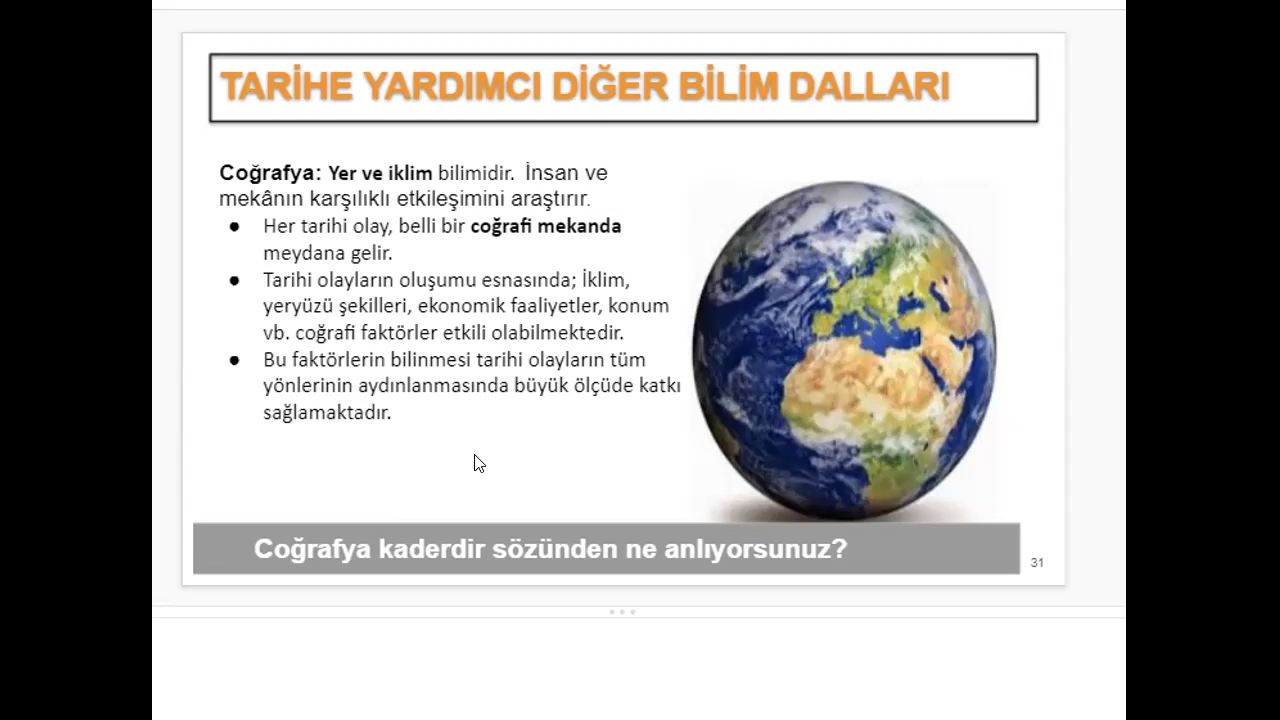 TARİHE YARDIMCI DİĞER BİLİM DALLARI
Coğrafya: Yer ve iklim bilimidir. İnsan ve
mekânın karşılıklı etkileşimini araştırır.
● Her tarihi olay, belli bir coğrafi mekanda
meydana gelir.
● Tarihi olayların oluşumu esnasında; İklim,
yeryüzü şekilleri, ekonomik faaliyetler, konum
vb. coğrafi faktörler etkili olabilmektedir.
● Bu faktörlerin bilinmesi tarihi olayların tüm
yönlerinin aydınlanmasında büyük ölçüde katkı
sağlamaktadır.
Coğrafya kaderdir sözünden ne anlıyorsunuz?
31